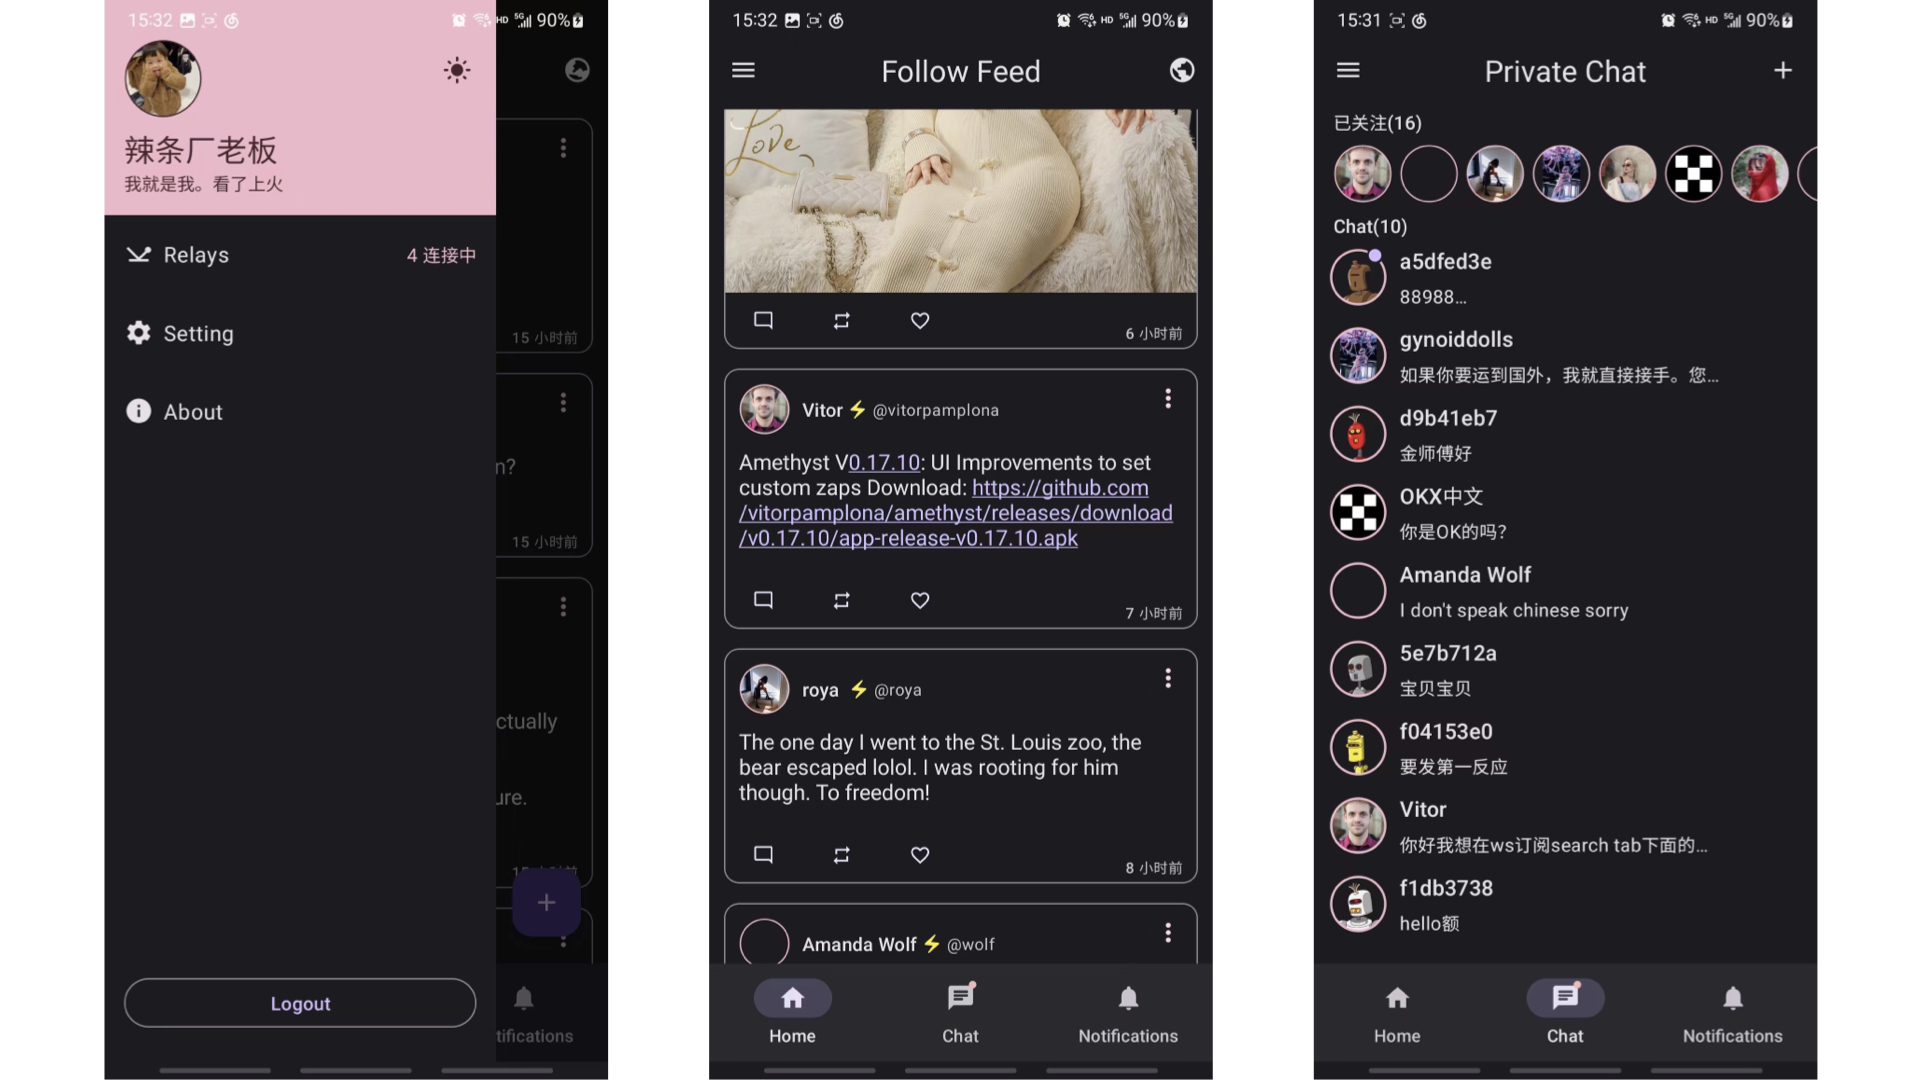 15:32
HD 5G 90%
辣条厂老板
我就是我。看了上火
Relays
4 连接中
Setting
About
15 小时前
n?
15 小时前
ctually
ure.
Logout
tifications
15:32
HD 5G 90%
Follow Feed
Love
6 小时前
Vitor ⚡ @vitorpamplona
Amethyst V0.17.10: UI Improvements to set
custom zaps Download: https://github.com
/vitorpamplona/amethyst/releases/download
/v0.17.10/app-release-v0.17.10.apk
7 小时前
roya ⚡ @roya
The one day I went to the St. Louis zoo, the
bear escaped lolol. I was rooting for him
though. To freedom!
8 小时前
Amanda Wolf ⚡ @wolf
Home
Chat
Notifications
15:31
HD 5G 90%
Private Chat
已关注(16)
Chat(10)
a5dfed3e
88988...
gynoiddolls
如果你要运到国外，我就直接接手。您...
d9b41eb7
金师傅好
OKX中文
你是OK的吗?
Amanda Wolf
I don't speak chinese sorry
5e7b712a
宝贝宝贝
f04153e0
要发第一反应
Vitor
你好我想在ws订阅search tab下面的...
f1db3738
hello额
Home
Chat
Notifications